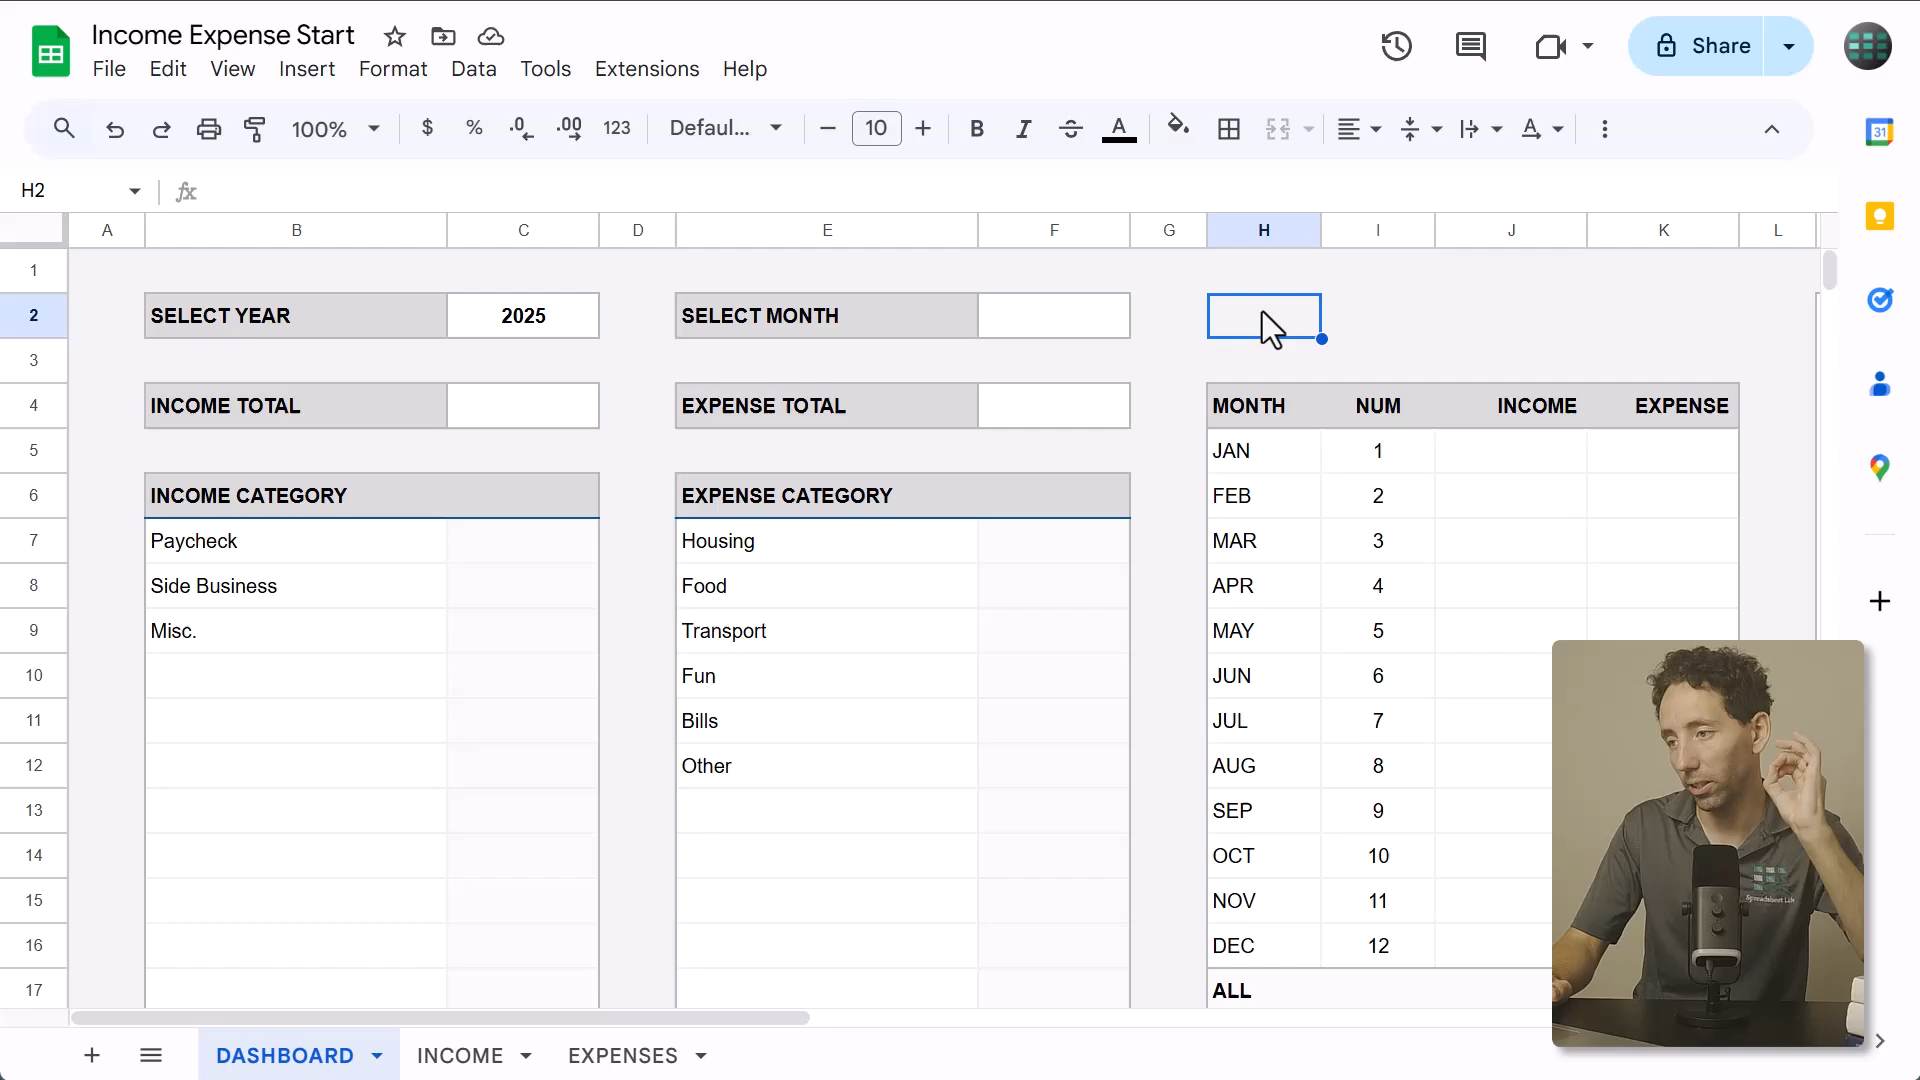 Income Expense Start
File Edit View Insert Format Data Tools Extensions Help
Share
100% $ % .0 .00 123 Defaul... 10 B I A A
31
H2 fx
A B C D E F G H I J K L
1
2 SELECT YEAR 2025 SELECT MONTH
3
4 INCOME TOTAL EXPENSE TOTAL MONTH NUM INCOME EXPENSE
5 JAN 1
6 INCOME CATEGORY EXPENSE CATEGORY FEB 2
7 Paycheck Housing MAR 3
8 Side Business Food APR 4
9 Misc. Transport MAY 5
10 Fun JUN 6
11 Bills JUL 7
12 Other AUG 8
13 SEP 9
14 OCT 10
15 NOV 11
16 DEC 12
17 ALL
Spreadsheet Life
DASHBOARD INCOME EXPENSES